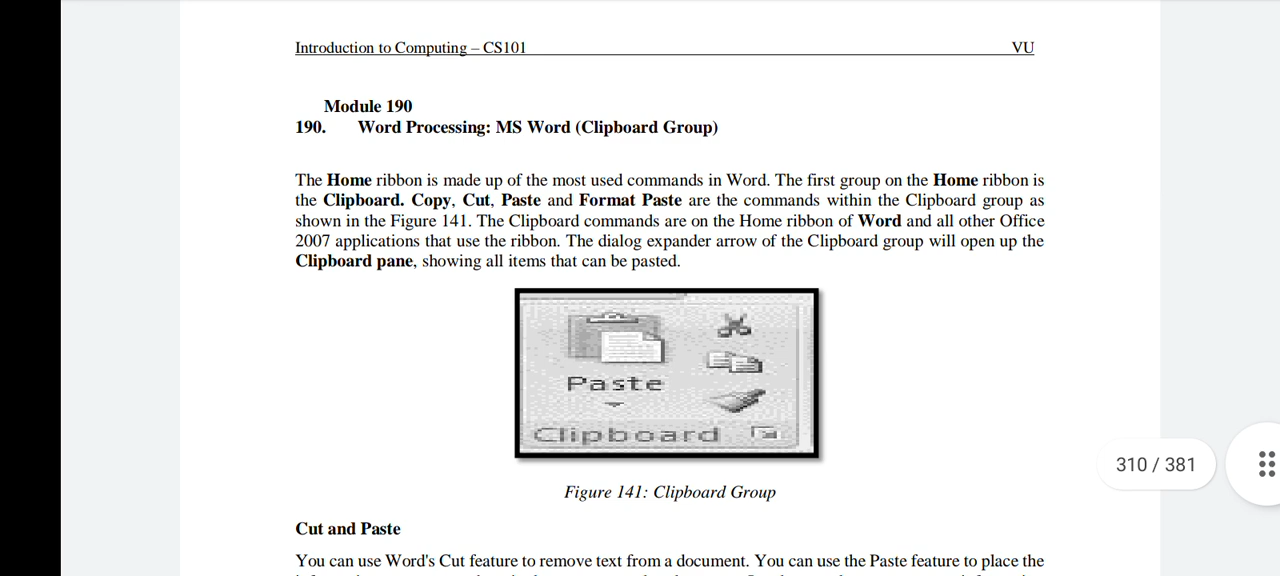 Introduction to Computing – CS101 VU
Module 190
190. Word Processing: MS Word (Clipboard Group)
The Home ribbon is made up of the most used commands in Word. The first group on the Home ribbon is
the Clipboard. Copy, Cut, Paste and Format Paste are the commands within the Clipboard group as
shown in the Figure 141. The Clipboard commands are on the Home ribbon of Word and all other Office
2007 applications that use the ribbon. The dialog expander arrow of the Clipboard group will open up the
Clipboard pane, showing all items that can be pasted.
Paste
Clipboard
310 / 381
Figure 141: Clipboard Group
Cut and Paste
You can use Word's Cut feature to remove text from a document. You can use the Paste feature to place the